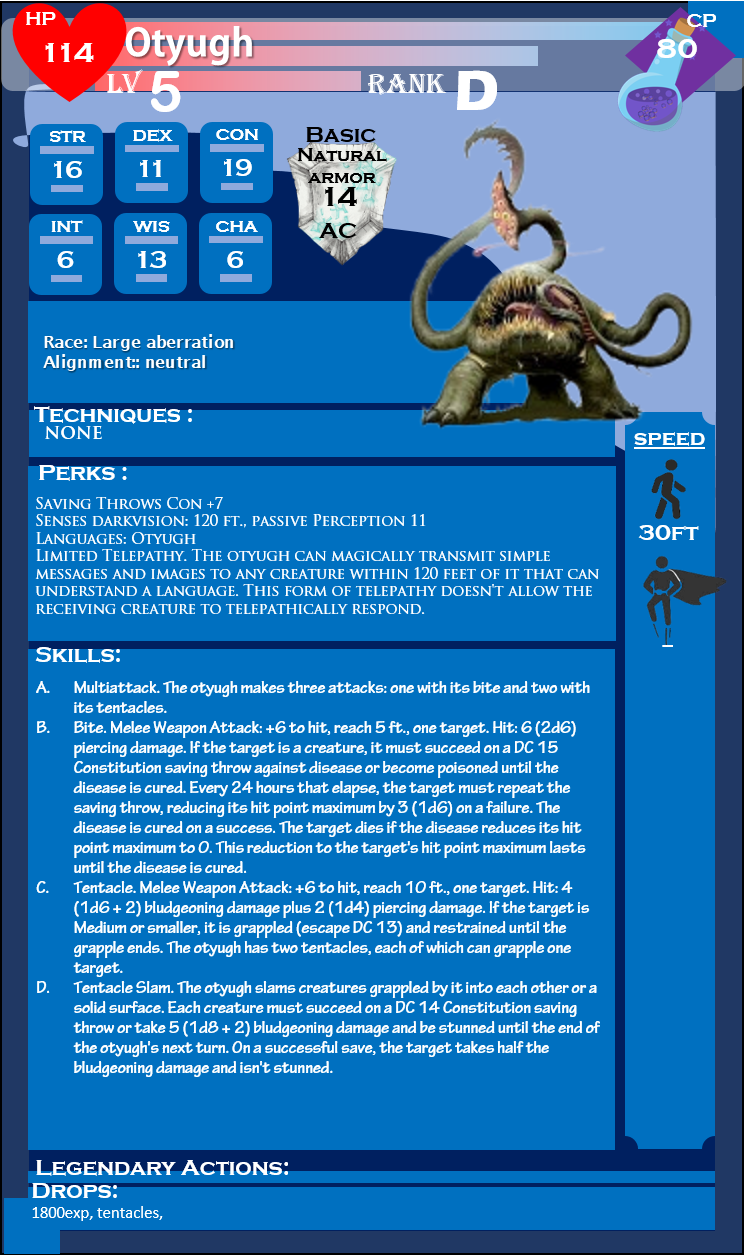 HP
114
Otyugh
CP
80
LV 5
RANK D
STR
16
DEX
11
CON
19
INT
6
WIS
13
CHA
6
Basic
Natural
armor
14
AC
Race: Large aberration
Alignment:: neutral
Techniques :
NONE
Perks :
Saving Throws Con +7
Senses darkvision: 120 ft., passive Perception 11
Languages: Otyugh
Limited Telepathy. The otyugh can magically transmit simple
messages and images to any creature within 120 feet of it that can
understand a language. This form of telepathy doesn't allow the
receiving creature to telepathically respond.
SPEED
30FT
Skills:
A. Multiattack. The otyugh makes three attacks: one with its bite and two with
its tentacles.
B. Bite. Melee Weapon Attack: +6 to hit, reach 5 ft., one target. Hit: 6 (2d6)
piercing damage. If the target is a creature, it must succeed on a DC 15
Constitution saving throw against disease or become poisoned until the
disease is cured. Every 24 hours that elapse, the target must repeat the
saving throw, reducing its hit point maximum by 3 (1d6) on a failure. The
disease is cured on a success. The target dies if the disease reduces its hit
point maximum to 0. This reduction to the target's hit point maximum lasts
until the disease is cured.
C. Tentacle. Melee Weapon Attack: +6 to hit, reach 10 ft., one target. Hit: 4
(1d6 + 2) bludgeoning damage plus 2 (1d4) piercing damage. If the target is
Medium or smaller, it is grappled (escape DC 13) and restrained until the
grapple ends. The otyugh has two tentacles, each of which can grapple one
target.
D. Tentacle Slam. The otyugh slams creatures grappled by it into each other or a
solid surface. Each creature must succeed on a DC 14 Constitution saving
throw or take 5 (1d8 + 2) bludgeoning damage and be stunned until the end of
the otyugh's next turn. On a successful save, the target takes half the
bludgeoning damage and isn't stunned.
Legendary Actions:
Drops:
1800exp, tentacles,